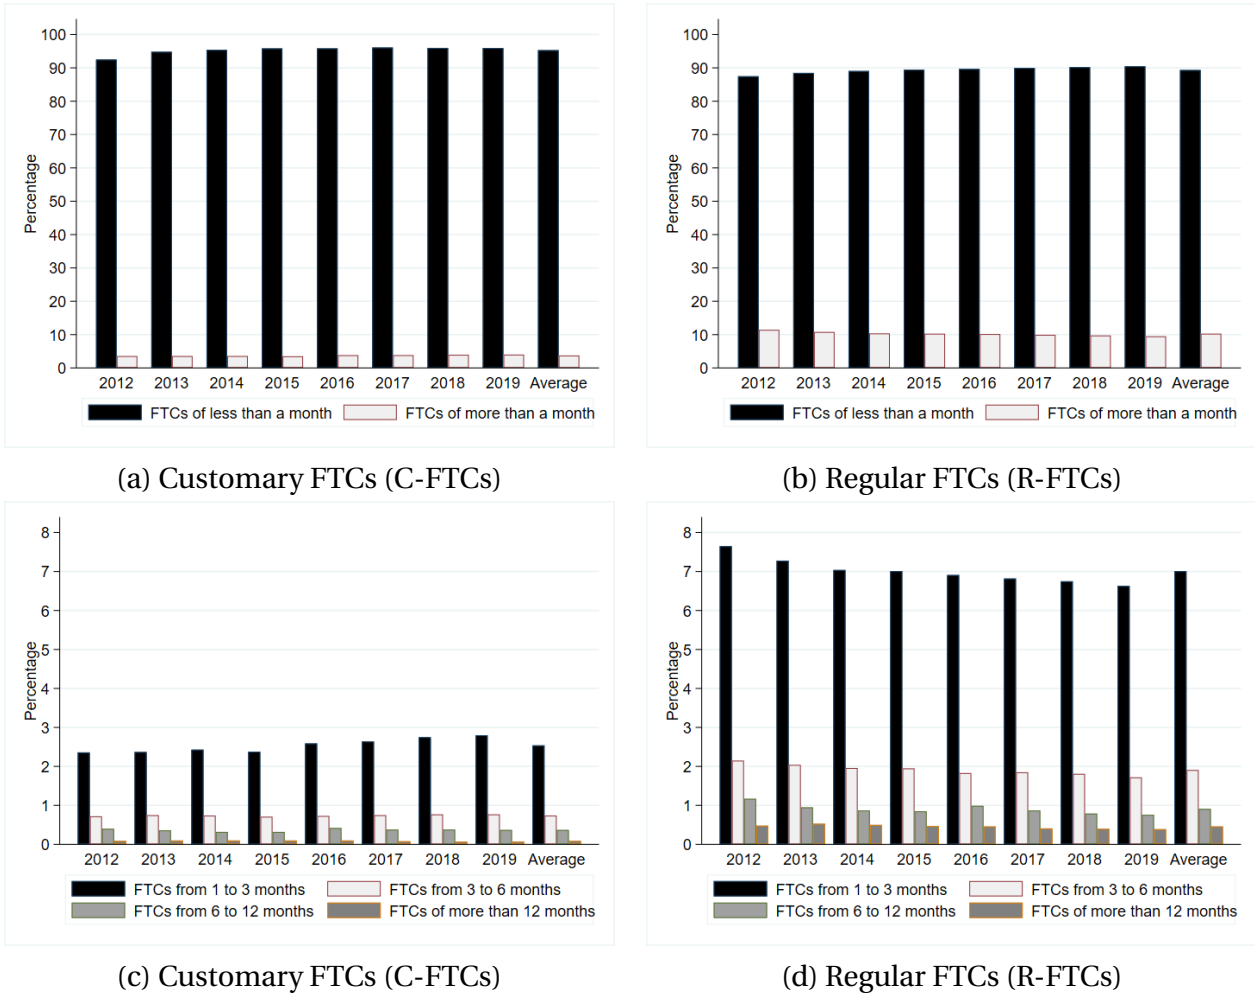 100
90
80
70
60
50
40
30
20
10
0
Percentage
2012 2013 2014 2015 2016 2017 2018 2019 Average
FTCs of less than a month FTCs of more than a month
(a) Customary FTCs (C-FTCs)
100
90
80
70
60
50
40
30
20
10
0
Percentage
2012 2013 2014 2015 2016 2017 2018 2019 Average
FTCs of less than a month FTCs of more than a month
(b) Regular FTCs (R-FTCs)
8
7
6
5
4
3
2
1
0
Percentage
2012 2013 2014 2015 2016 2017 2018 2019 Average
FTCs from 1 to 3 months FTCs from 3 to 6 months
FTCs from 6 to 12 months FTCs of more than 12 months
(c) Customary FTCs (C-FTCs)
8
7
6
5
4
3
2
1
0
Percentage
2012 2013 2014 2015 2016 2017 2018 2019 Average
FTCs from 1 to 3 months FTCs from 3 to 6 months
FTCs from 6 to 12 months FTCs of more than 12 months
(d) Regular FTCs (R-FTCs)